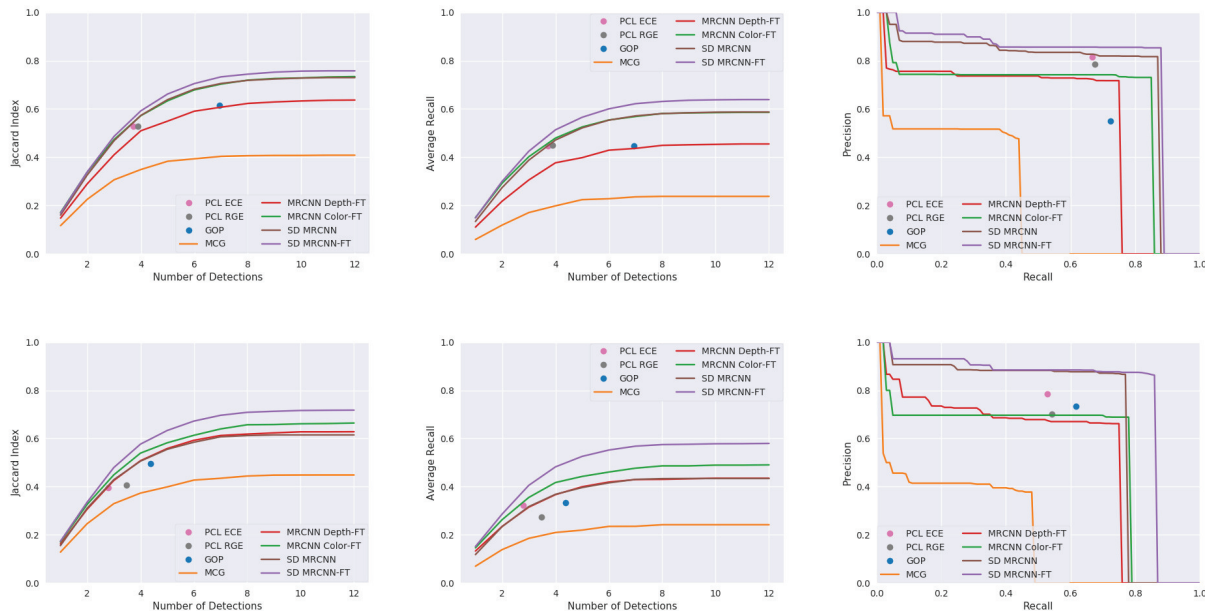 1.0
0.8
0.6
0.4
0.2
0.0
Jaccard Index
2 4 6 8 10 12
Number of Detections
PCL ECE MRCNN Depth-FT
PCL RGE MRCNN Color-FT
GOP SD MRCNN
MCG SD MRCNN-FT
1.0
0.8
0.6
0.4
0.2
0.0
Average Recall
PCL ECE MRCNN Depth-FT
PCL RGE MRCNN Color-FT
GOP SD MRCNN
MCG SD MRCNN-FT
2 4 6 8 10 12
Number of Detections
1.0
0.8
0.6
0.4
0.2
0.0
Precision
PCL ECE MRCNN Depth-FT
PCL RGE MRCNN Color-FT
GOP SD MRCNN
MCG SD MRCNN-FT
0.0 0.2 0.4 0.6 0.8 1.0
Recall
1.0
0.8
0.6
0.4
0.2
0.0
Jaccard Index
PCL ECE MRCNN Depth-FT
PCL RGE MRCNN Color-FT
GOP SD MRCNN
MCG SD MRCNN-FT
2 4 6 8 10 12
Number of Detections
1.0
0.8
0.6
0.4
0.2
0.0
Average Recall
PCL ECE MRCNN Depth-FT
PCL RGE MRCNN Color-FT
GOP SD MRCNN
MCG SD MRCNN-FT
2 4 6 8 10 12
Number of Detections
1.0
0.8
0.6
0.4
0.2
0.0
Precision
PCL ECE MRCNN Depth-FT
PCL RGE MRCNN Color-FT
GOP SD MRCNN
MCG SD MRCNN-FT
0.0 0.2 0.4 0.6 0.8 1.0
Recall